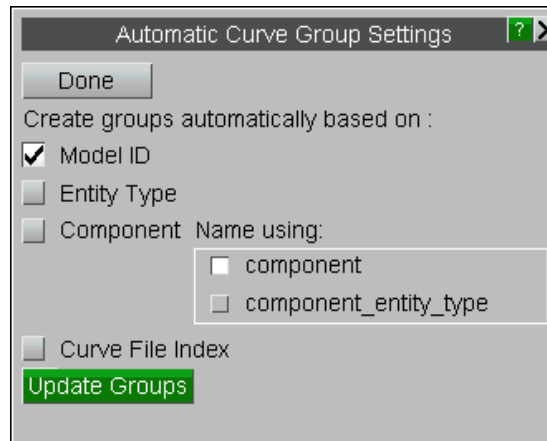 Automatic Curve Group Settings ? X
Done
Create groups automatically based on :
Model ID
Entity Type
Component Name using:
component
component_entity_type
Curve File Index
Update Groups